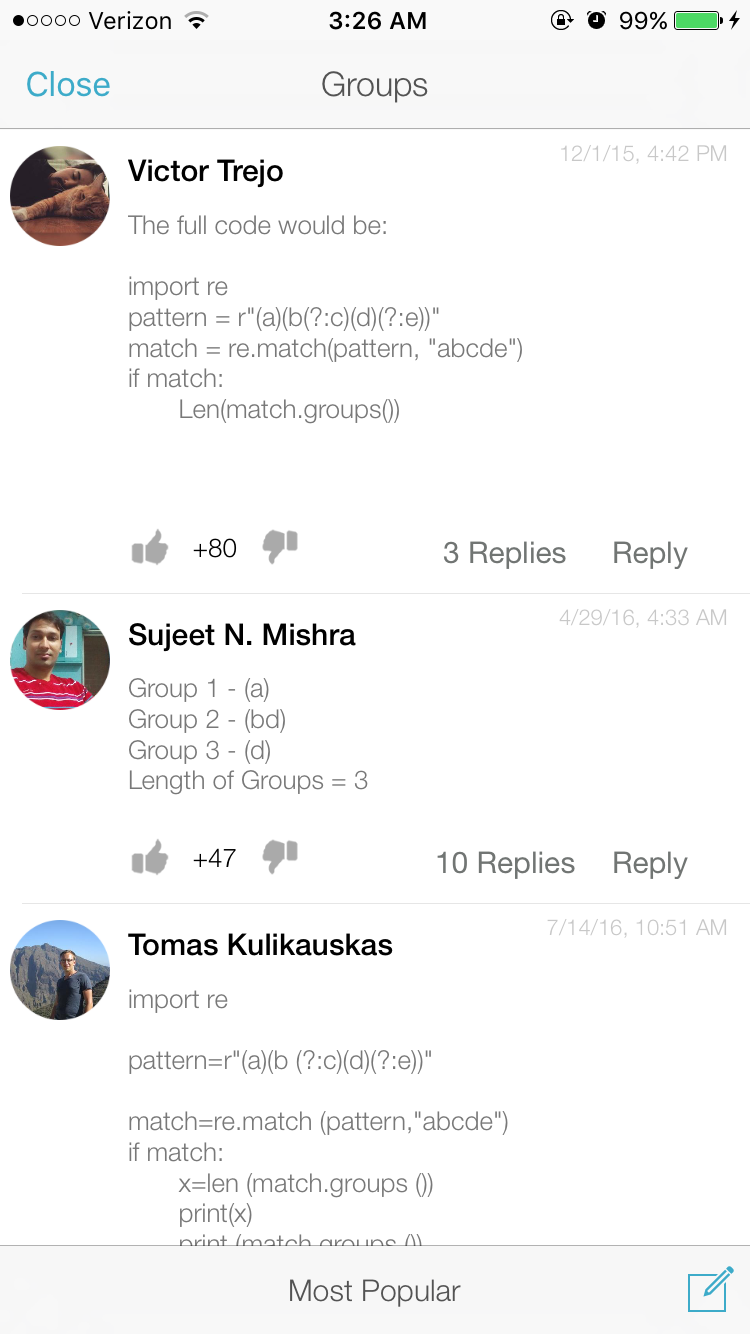 Verizon 3:26 AM 99%
Close Groups
Victor Trejo 12/1/15, 4:42 PM
The full code would be:
import re
pattern = r"(a)(b(?:c)(d)(?:e))"
match = re.match(pattern, "abcde")
if match:
Len(match.groups())
+80 3 Replies Reply
Sujeet N. Mishra 4/29/16, 4:33 AM
Group 1 - (a)
Group 2 - (bd)
Group 3 - (d)
Length of Groups = 3
+47 10 Replies Reply
Tomas Kulikauskas 7/14/16, 10:51 AM
import re
pattern=r"(a)(b (?:c)(d)(?:e))"
match=re.match (pattern,"abcde")
if match:
x=len (match.groups ())
print(x)
print (match.groups ())
Most Popular